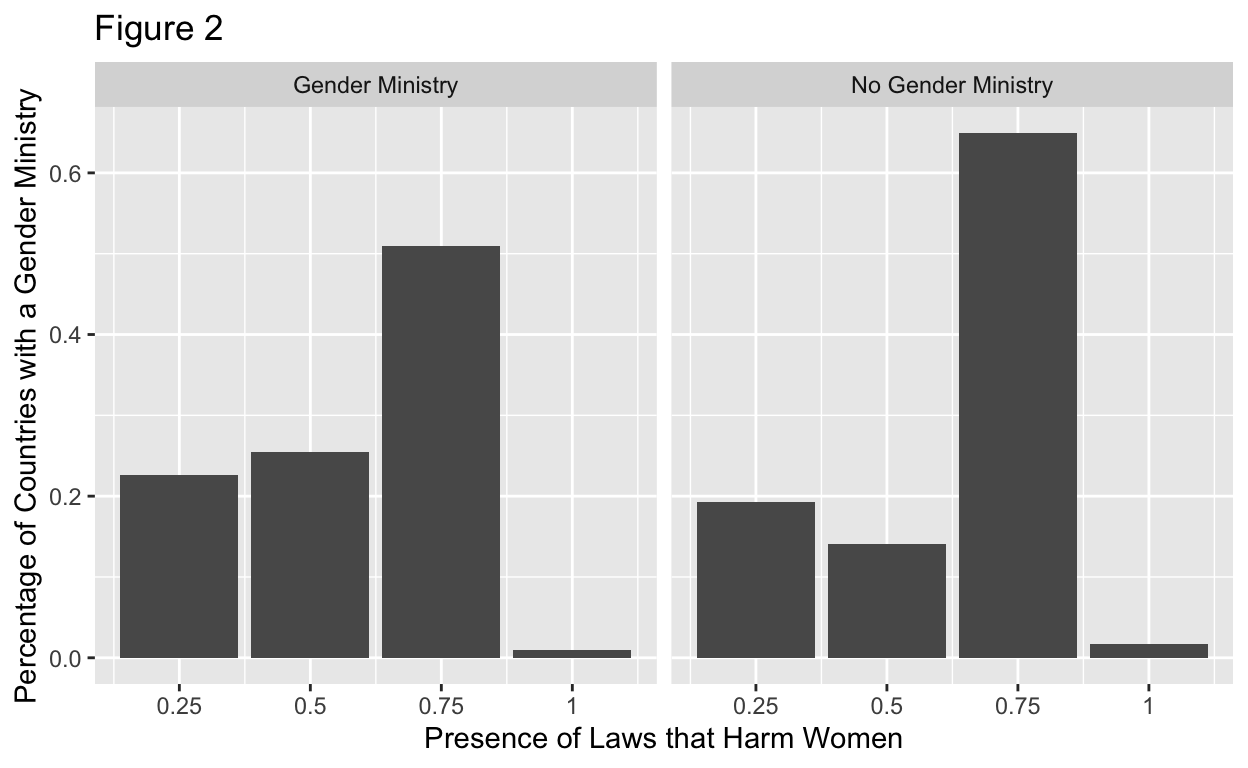 Figure 2
Gender Ministry
No Gender Ministry
Percentage of Countries with a Gender Ministry
0.6
0.4
0.2
0.0
0.25 0.5 0.75 1
0.25 0.5 0.75 1
Presence of Laws that Harm Women